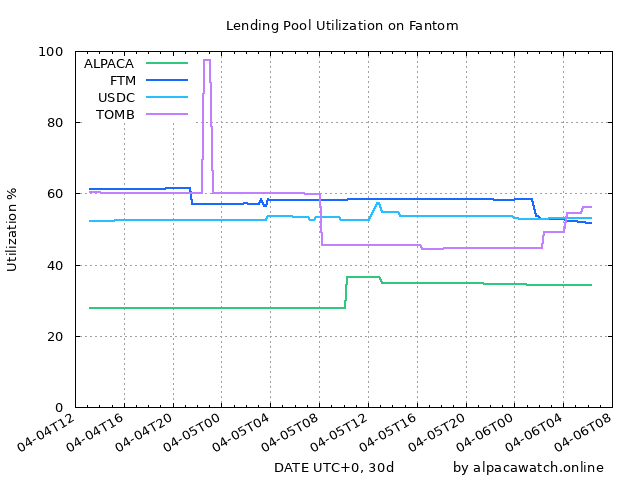 Lending Pool Utilization on Fantom
100
80
60
40
20
0
Utilization %
ALPACA
FTM
USDC
TOMB
04-04T12
04-04T16
04-04T20
04-05T00
04-05T04
04-05T08
04-05T12
04-05T16
04-05T20
04-06T00
04-06T04
04-06T08
DATE UTC+0, 30d
by alpacawatch.online